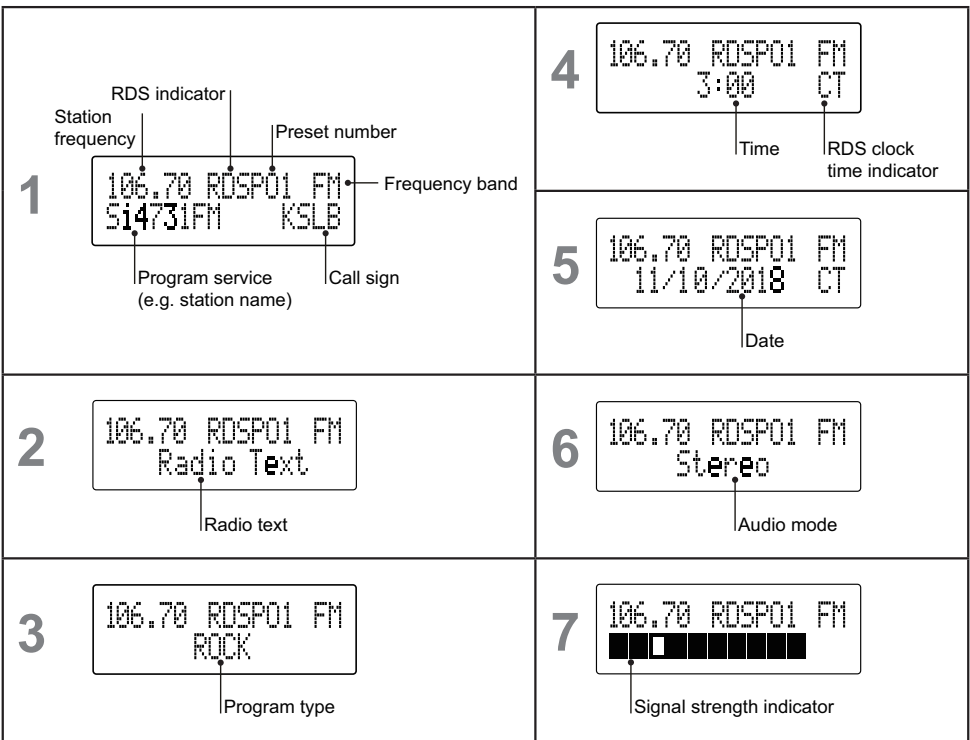 1
RDS indicator
Station
frequency
Preset number
106.70 RDSP01 FM
Frequency band
Si4731FM KSLB
Program service
(e.g. station name)
Call sign
2
106.70 RDSP01 FM
Radio Text
Radio text
3
106.70 RDSP01 FM
ROCK
Program type
4
106.70 RDSP01 FM
3:00 CT
Time
RDS clock
time indicator
5
106.70 RDSP01 FM
11/10/2018 CT
Date
6
106.70 RDSP01 FM
Stereo
Audio mode
7
106.70 RDSP01 FM
Signal strength indicator